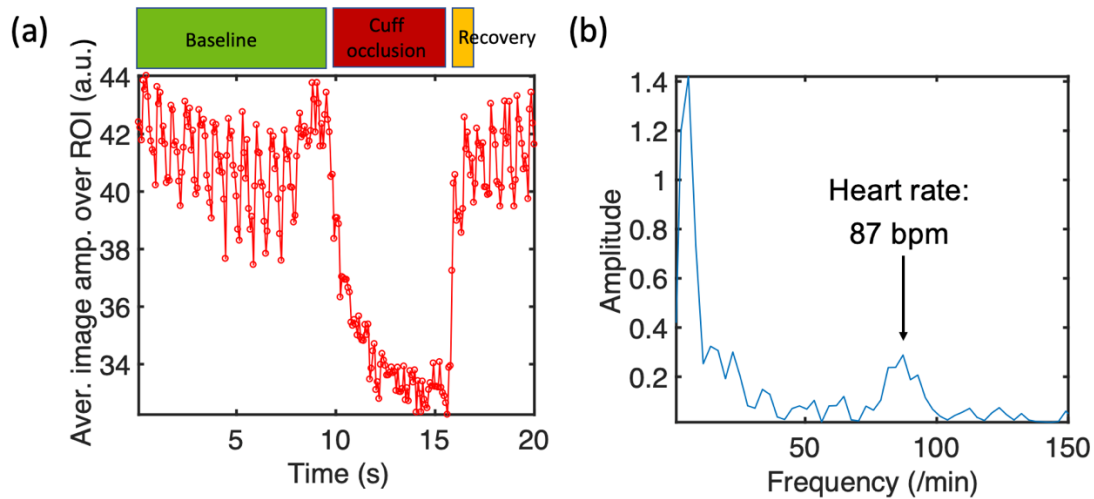 (a)
Baseline
Cuff
occlusion
Recovery
Aver. image amp. over ROI (a.u.)
44
42
40
38
36
34
5
10
15
20
Time (s)
(b)
Amplitude
1.4
1.2
1
0.8
0.6
0.4
0.2
Heart rate:
87 bpm
50
100
150
Frequency (/min)